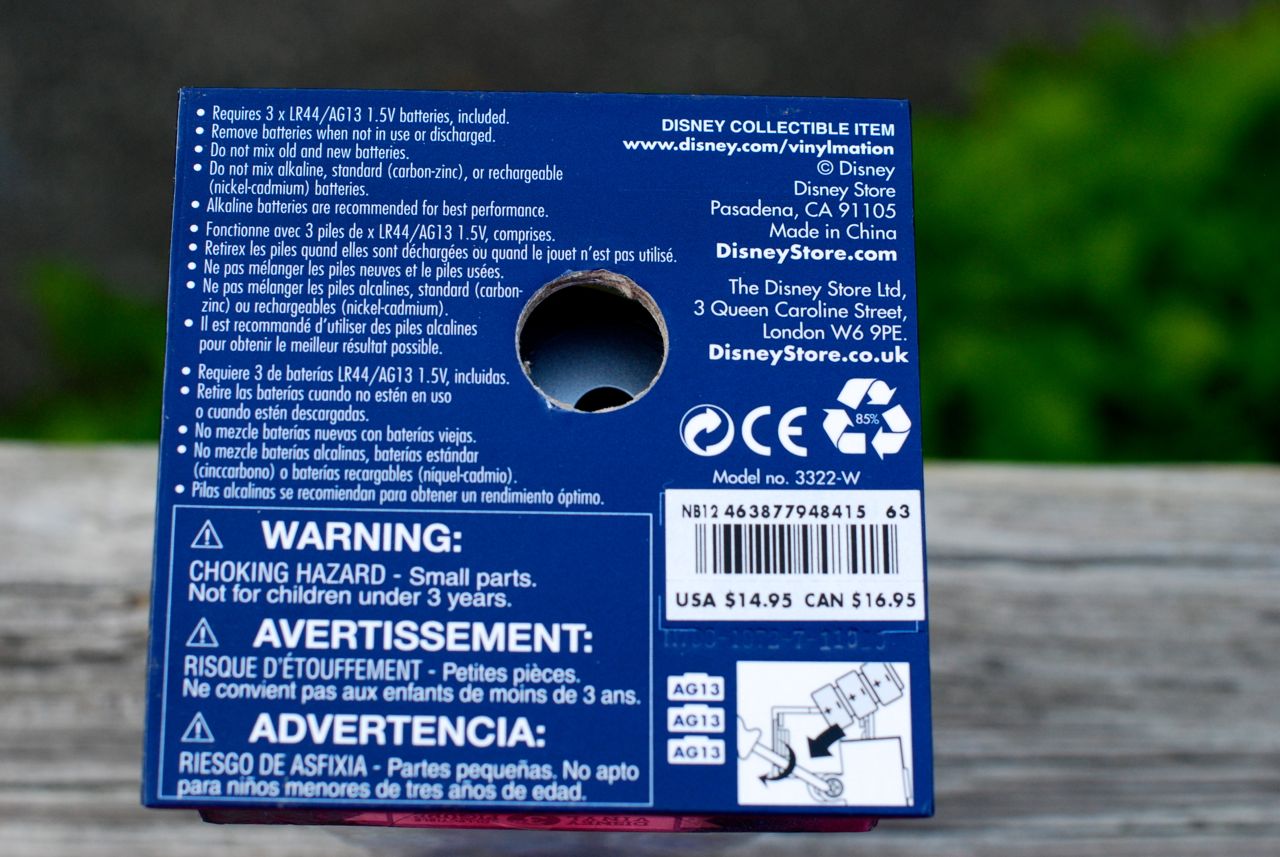 • Requires 3 x LR44/AG13 1.5V batteries, included.
• Remove batteries when not in use or discharged.
• Do not mix old and new batteries.
• Do not mix alkaline, standard (carbon-zinc), or rechargeable
(nickel-cadmium) batteries.
• Alkaline batteries are recommended for best performance.
• Fonctionne avec 3 piles de x LR44/AG13 1.5V, comprises.
• Retirex les piles quand elles sont déchargées ou quand le jouet n'est pas utilisé.
• Ne pas mélanger les piles neuves et le piles usées.
• Ne pas mélanger les piles alcalines, standard (carbon-
zinc) ou rechargeables (nickel-cadmium).
• Il est recommandé d'utiliser des piles alcalines
pour obtenir le meilleur résultat possible.
• Requiere 3 de baterías LR44/AG13 1.5V, incluidas.
• Retire las baterías cuando no estén en uso
o cuando estén descargadas.
• No mezcle baterías nuevas con baterías viejas.
• No mezcle baterías alcalinas, baterías estándar
(cinccarbono) o baterías recargables (níquel-cadmio).
• Pilas alcalinas se recomiendan para obtener un rendimiento óptimo.
WARNING:
CHOKING HAZARD - Small parts.
Not for children under 3 years.
AVERTISSEMENT:
RISQUE D'ÉTOUFFEMENT - Petites pièces.
Ne convient pas aux enfants de moins de 3 ans.
ADVERTENCIA:
RIESGO DE ASFIXIA - Partes pequeñas. No apto
para niños menores de tres años de edad.
DISNEY COLLECTIBLE ITEM
www.disney.com/vinylmation
© Disney
Disney Store
Pasadena, CA 91105
Made in China
DisneyStore.com
The Disney Store Ltd,
3 Queen Caroline Street,
London W6 9PE.
DisneyStore.co.uk
CE
85%
Model no. 3322-W
NB12 463877948415 63
USA $14.95 CAN $16.95
AG13
AG13
AG13